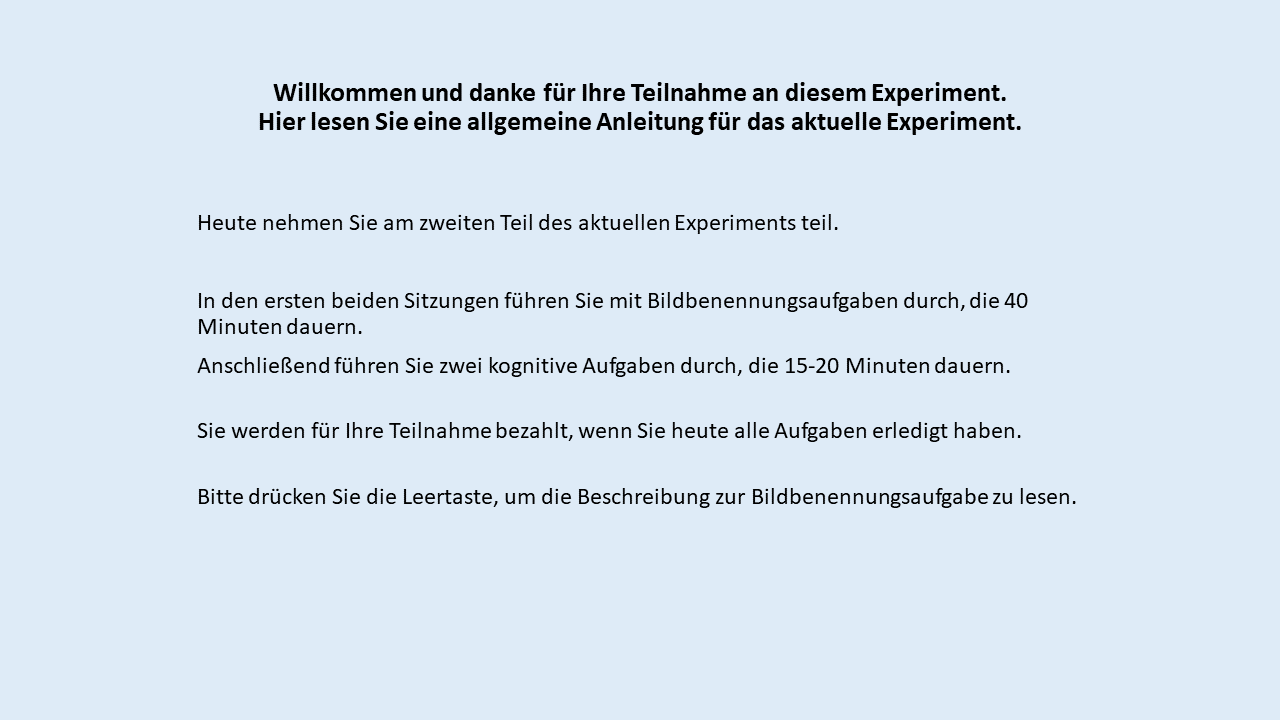 Willkommen und danke für Ihre Teilnahme an diesem Experiment.
Hier lesen Sie eine allgemeine Anleitung für das aktuelle Experiment.
Heute nehmen Sie am zweiten Teil des aktuellen Experiments teil.
In den ersten beiden Sitzungen führen Sie mit Bildbenennungsaufgaben durch, die 40
Minuten dauern.
Anschließend führen Sie zwei kognitive Aufgaben durch, die 15-20 Minuten dauern.
Sie werden für Ihre Teilnahme bezahlt, wenn Sie heute alle Aufgaben erledigt haben.
Bitte drücken Sie die Leertaste, um die Beschreibung zur Bildbenennungsaufgabe zu lesen.